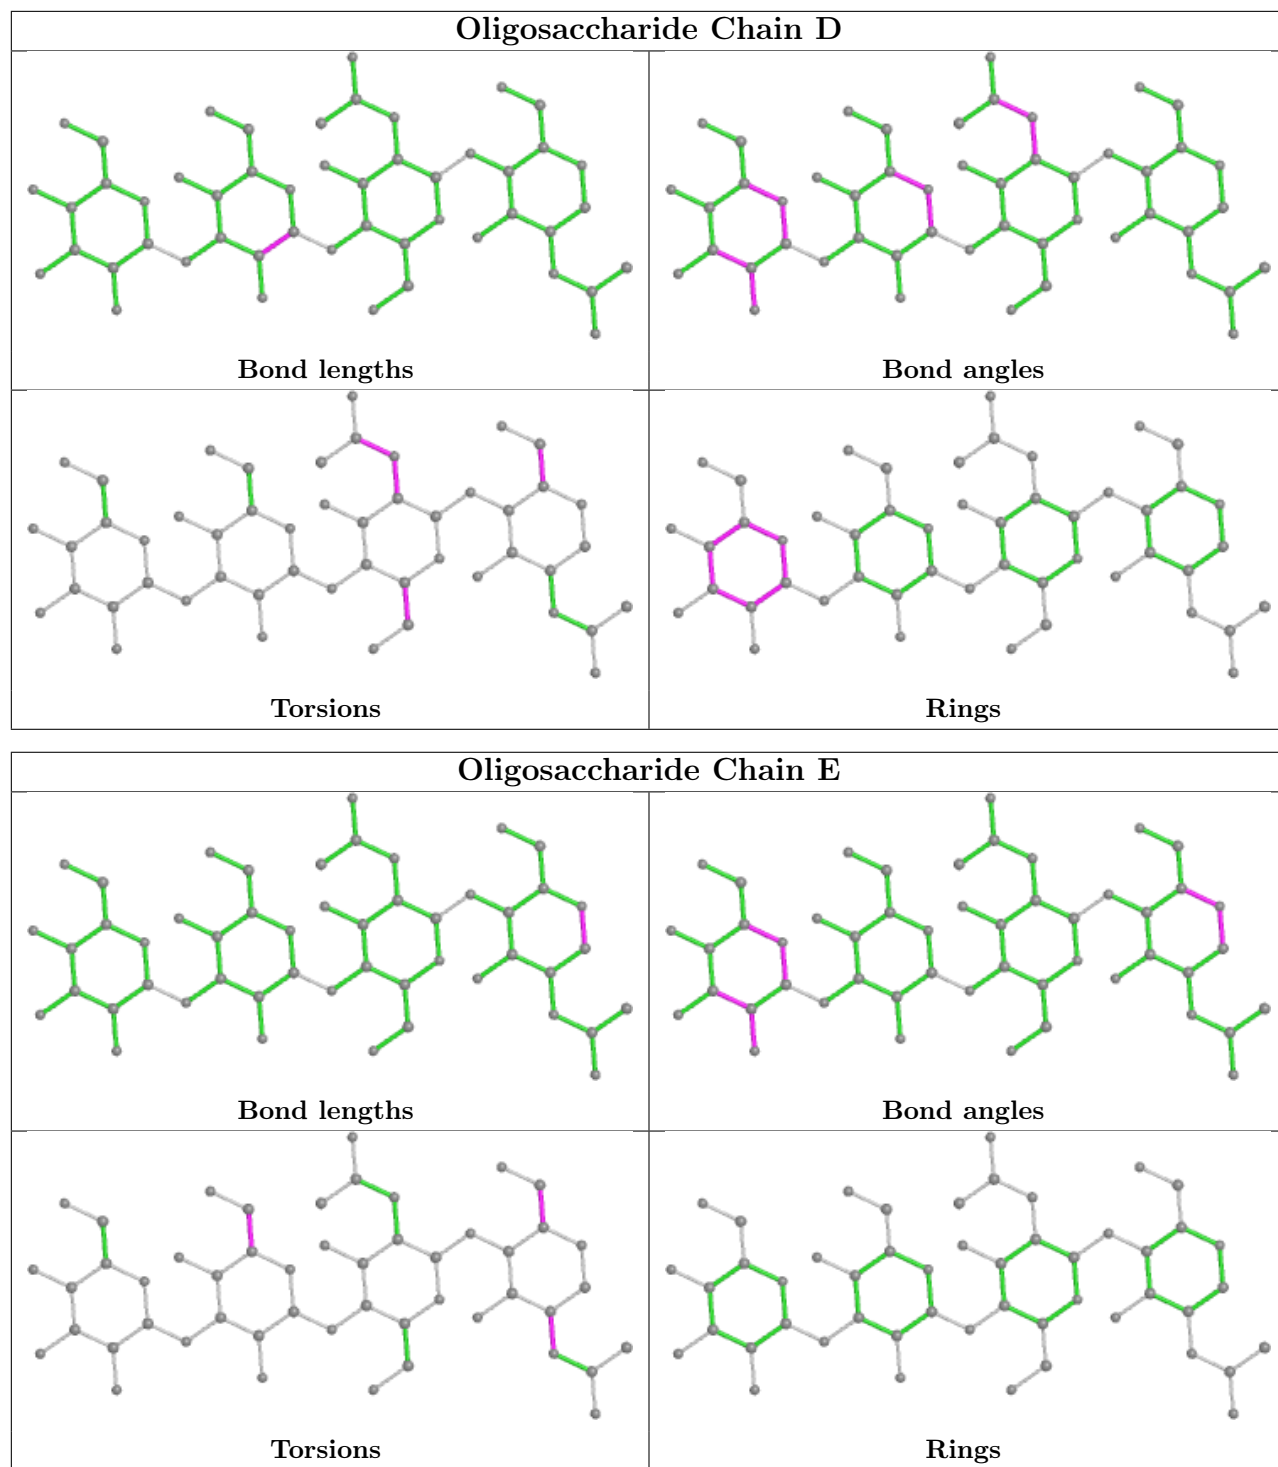 Oligosaccharide Chain D
Bond lengths
Bond angles
Torsions
Rings
Oligosaccharide Chain E
Bond lengths
Bond angles
Torsions
Rings